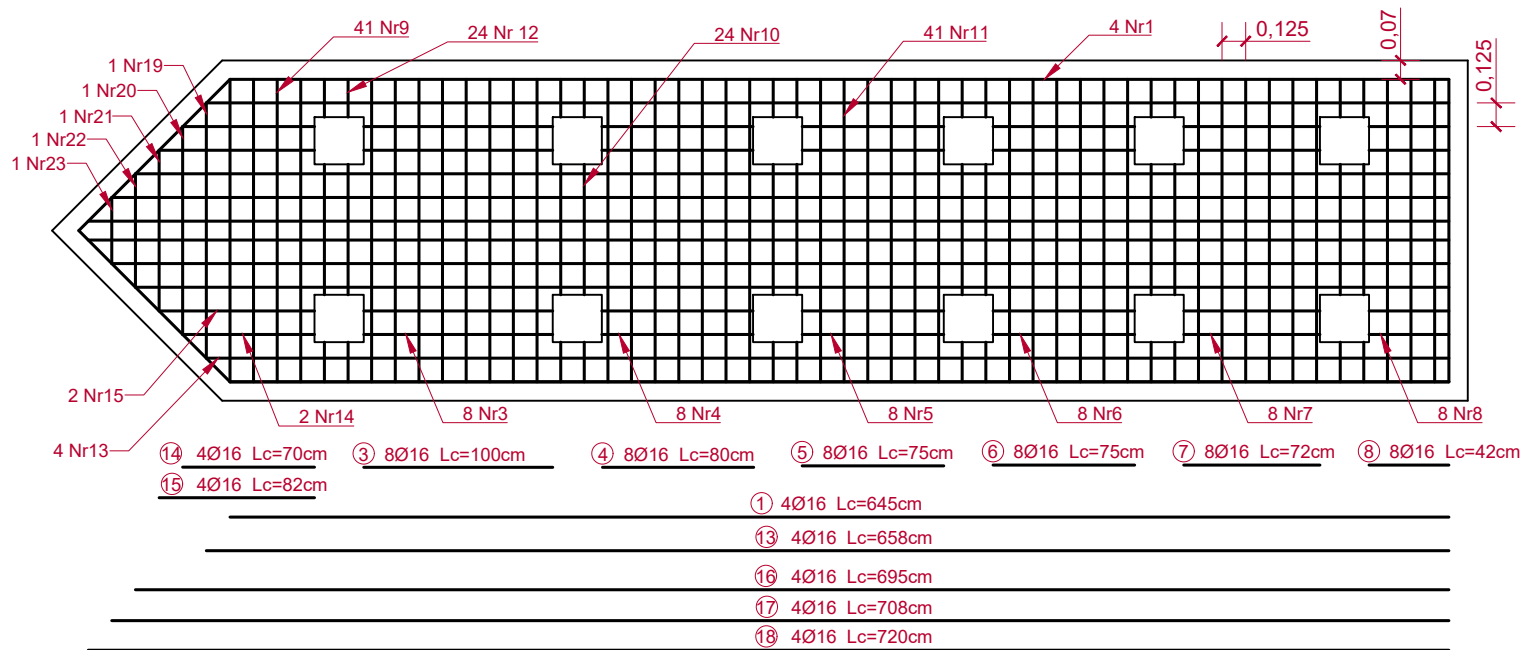 41 Nr9
24 Nr 12
24 Nr10
41 Nr11
4 Nr1
0,125
0,07
0,125
1 Nr19
1 Nr20
1 Nr21
1 Nr22
1 Nr23
2 Nr15
4 Nr13
2 Nr14
8 Nr3
8 Nr4
8 Nr5
8 Nr6
8 Nr7
8 Nr8
14 4Ø16 Lc=70cm
3 8Ø16 Lc=100cm
4 8Ø16 Lc=80cm
5 8Ø16 Lc=75cm
6 8Ø16 Lc=75cm
7 8Ø16 Lc=72cm
8 8Ø16 Lc=42cm
15 4Ø16 Lc=82cm
1 4Ø16 Lc=645cm
13 4Ø16 Lc=658cm
16 4Ø16 Lc=695cm
17 4Ø16 Lc=708cm
18 4Ø16 Lc=720cm